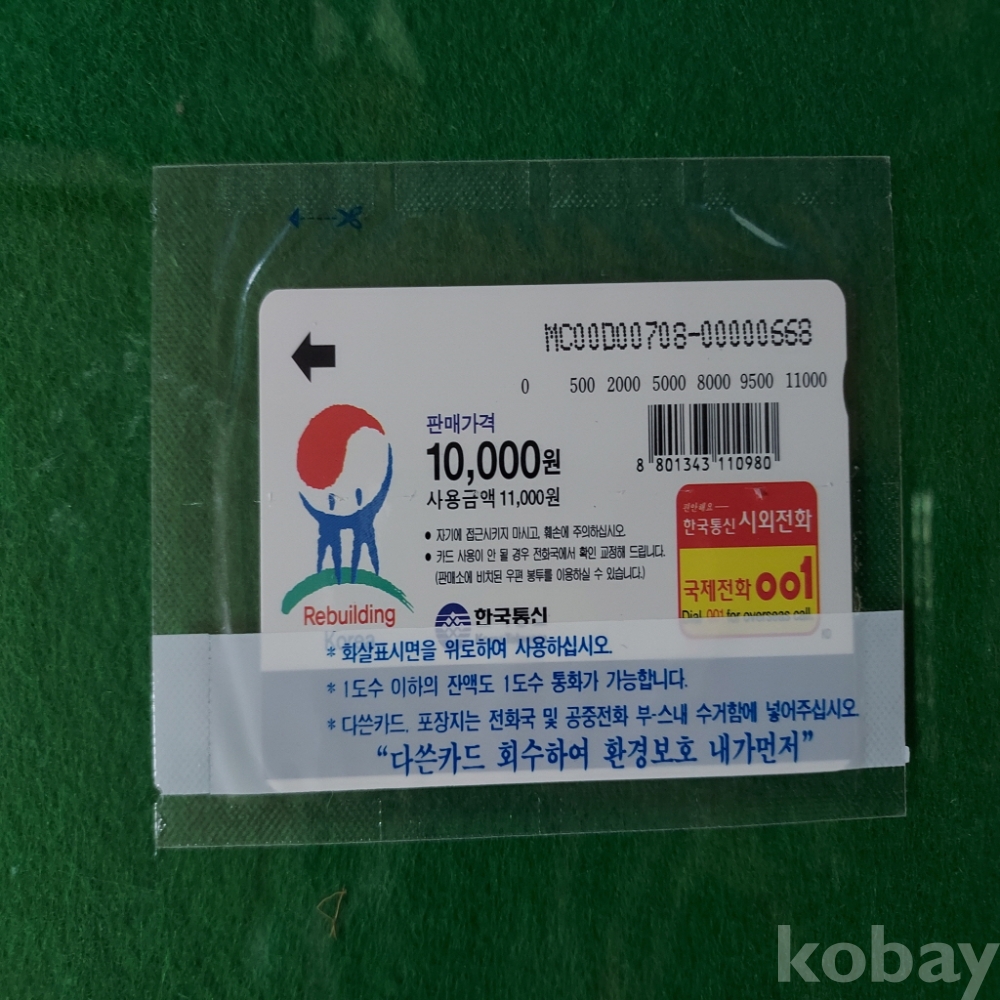 MC00D00708-00000668
0 500 2000 5000 8000 9500 11000
판매가격
10,000원
사용금액 11,000원
8 801343 110980
• 자기에 접근시키지 마시고, 훼손에 주의하십시오.
• 카드 사용이 안 될 경우 전화국에서 확인 교정해 드립니다.
(판매소에 비치된 우편 봉투를 이용하실 수 있습니다.)
한국통신 시외전화
국제전화 001
Dial 001 for overseas call
Rebuilding
Korea
한국통신
* 화살표시면을 위로하여 사용하십시오.
* 1도수 이하의 잔액도 1도수 통화가 가능합니다.
* 다쓴카드, 포장지는 전화국 및 공중전화 부-스내 수거함에 넣어주십시오
“다쓴카드 회수하여 환경보호 내가먼저”
kobay